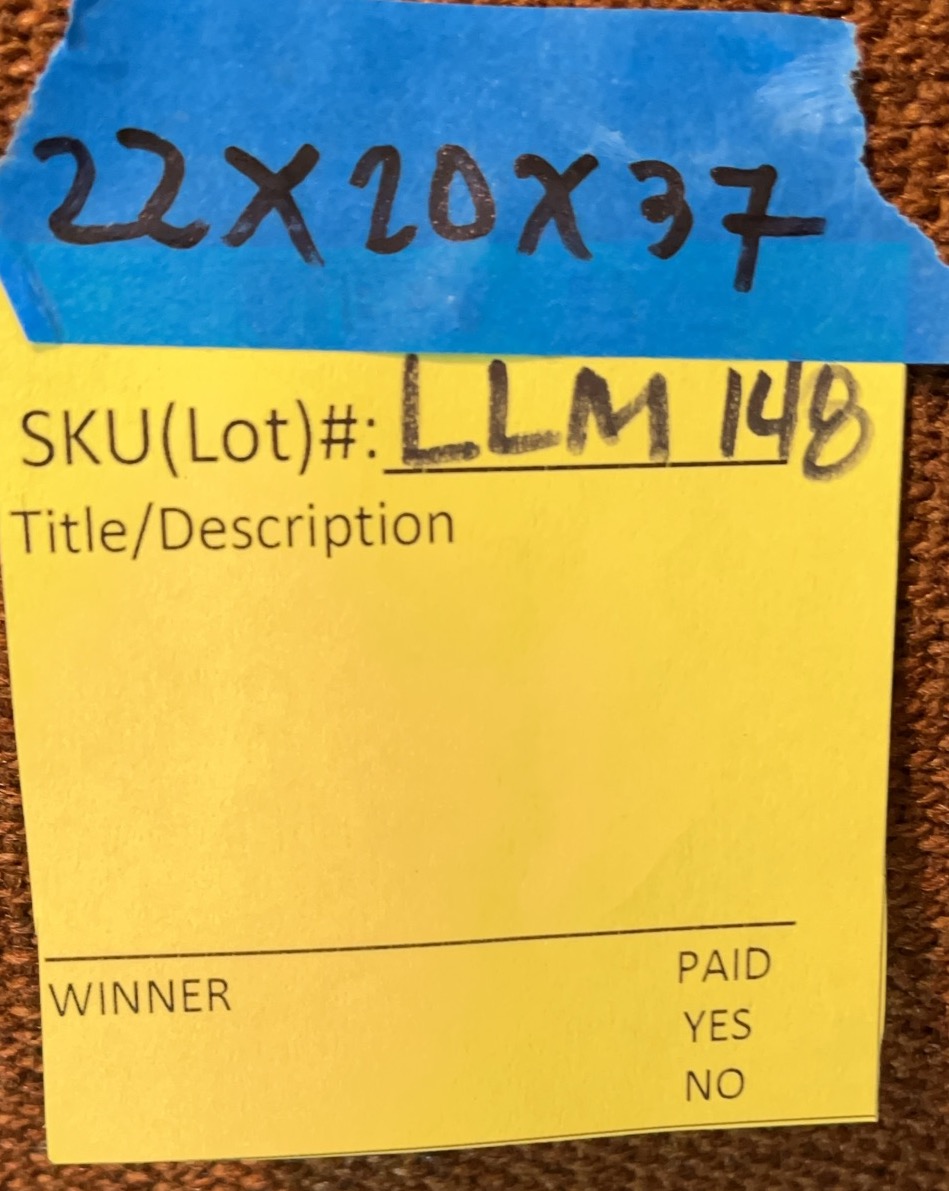 22X20X37
SKU(Lot)#: LLM 148
Title/Description
WINNER
PAID
YES
NO